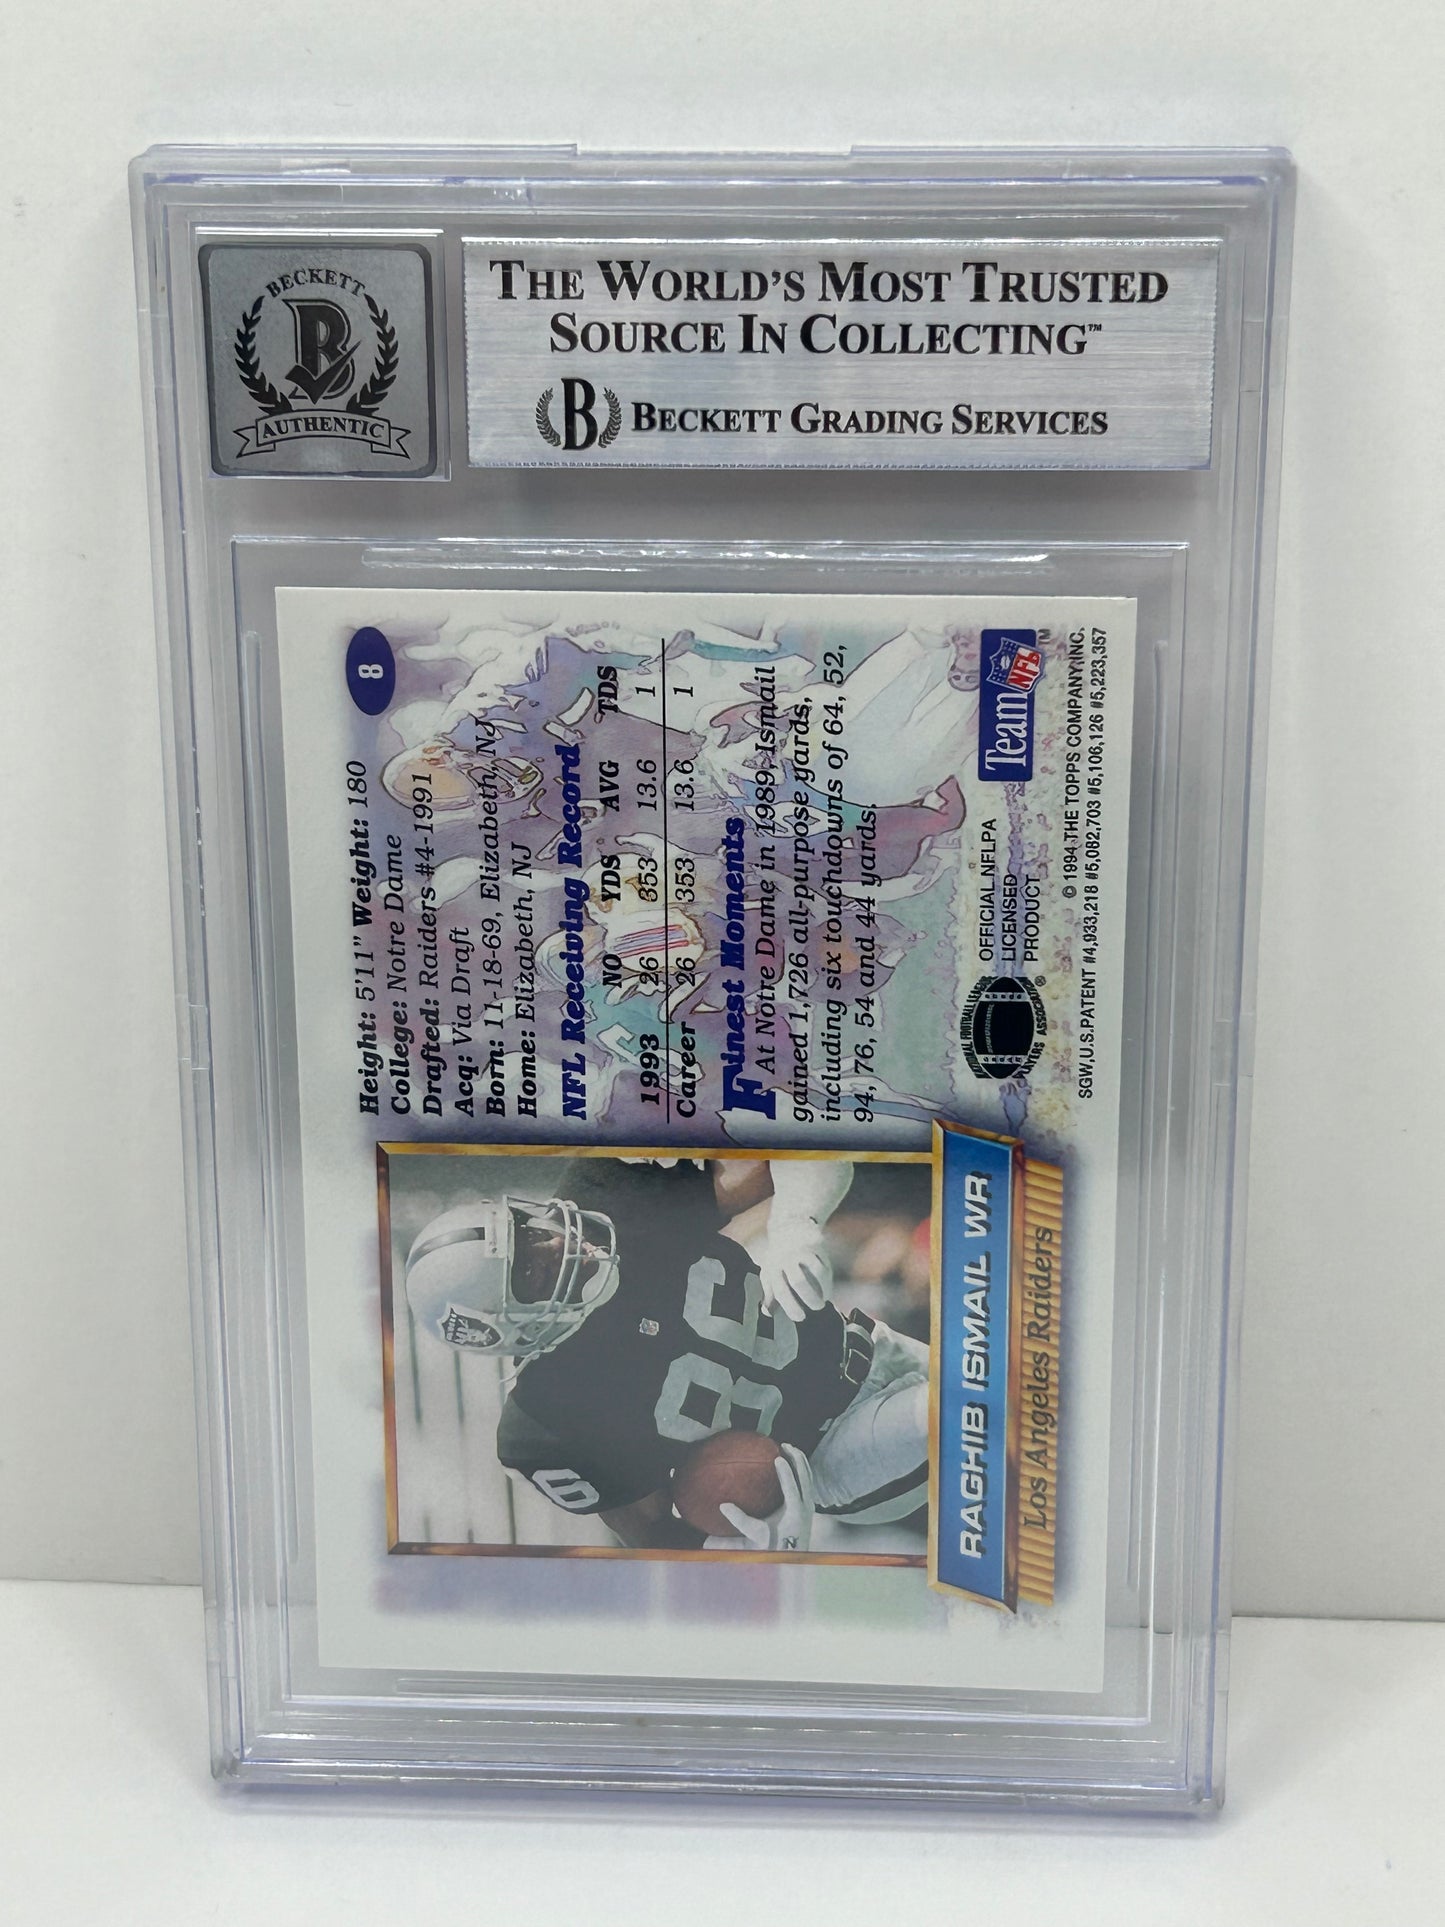 BECKETT
B
AUTHENTIC
THE WORLD'S MOST TRUSTED
SOURCE IN COLLECTING™
B BECKETT GRADING SERVICES
8
Height: 5'11" Weight: 180
College: Notre Dame
Drafted: Raiders #4-1991
Acq: Via Draft
Born: 11-18-69, Elizabeth, NJ
Home: Elizabeth, NJ
NFL Receiving Record
NO YDS AVG TDS
1993 26 353 13.6 1
Career 26 353 13.6 1
Finest Moments
At Notre Dame in 1989, Ismail
gained 1,726 all-purpose yards,
including six touchdowns of 64, 52,
94, 76, 54 and 44 yards.
OFFICIAL NFLPA
LICENSED
PRODUCT
Team NFL ™
© 1994 THE TOPPS COMPANY, INC.
SGW, U.S. PATENT #4,933,218 #5,082,703 #5,106,126 #5,223,357
86
RAGHIB ISMAIL WR
Los Angeles Raiders